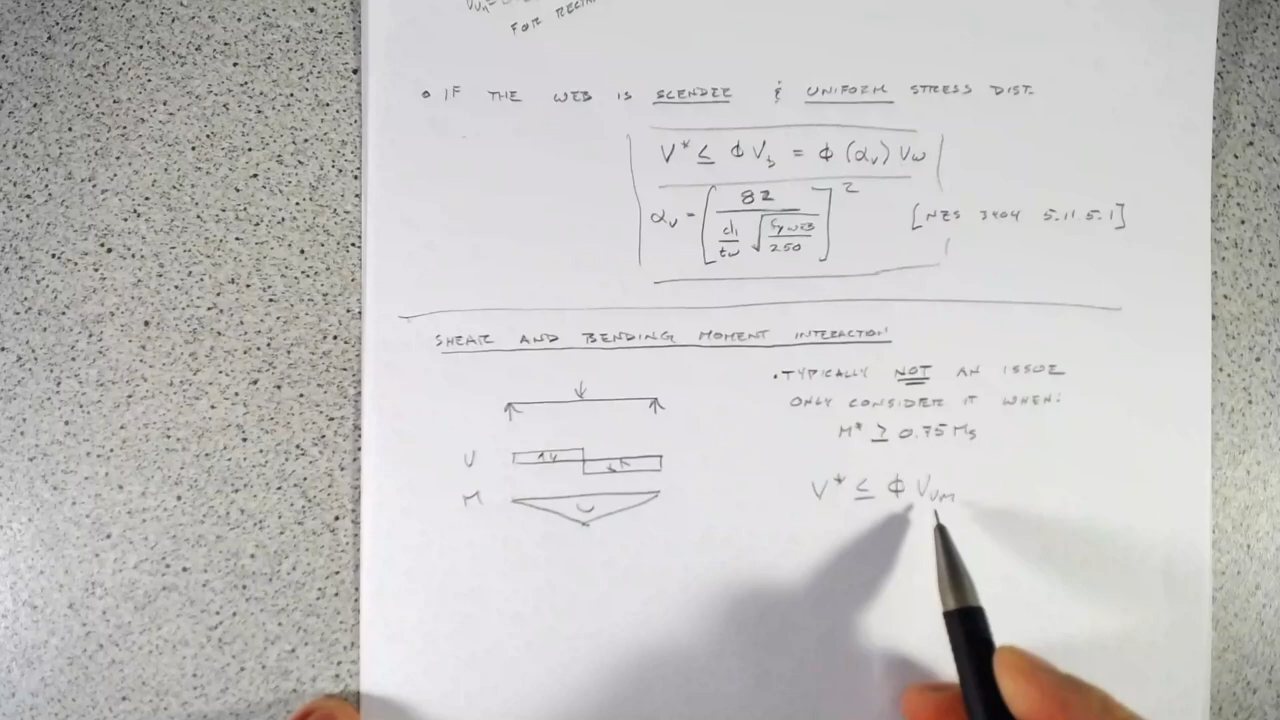 FOR
• IF THE WEB IS SLENDER & UNIFORM STRESS DIST.
V* ≤ ϕ Vb = ϕ (αv) Vw
αv = [82 / (d1/tw √(fy web/250))]²
[NZS 3404 5.11.5.1]
SHEAR AND BENDING MOMENT INTERACTION
• TYPICALLY NOT AN ISSUE
ONLY CONSIDER IT WHEN:
M* ≥ 0.75 Ms
V
M
V* ≤ ϕ Vvm